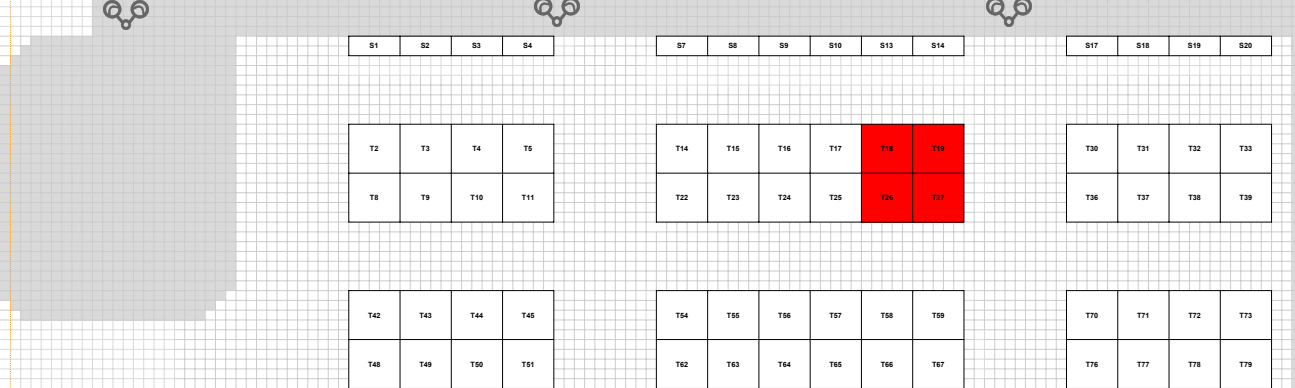 S1 S2 S3 S4 S7 S8 S9 S10 S13 S14 S17 S18 S19 S20
T2 T3 T4 T5 T14 T15 T16 T17 T18 T19 T30 T31 T32 T33
T8 T9 T10 T11 T22 T23 T24 T25 T26 T27 T36 T37 T38 T39
T42 T43 T44 T45 T54 T55 T56 T57 T58 T59 T70 T71 T72 T73
T48 T49 T50 T51 T62 T63 T64 T65 T66 T67 T76 T77 T78 T79